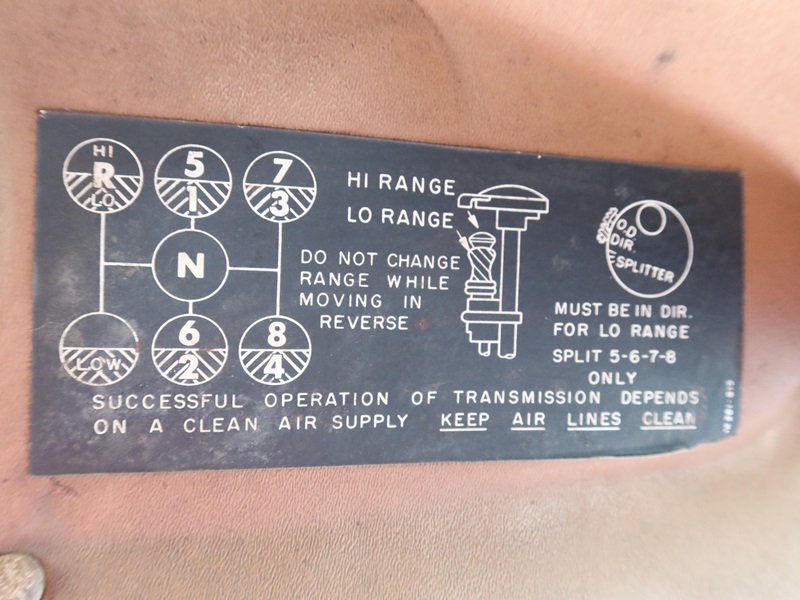 HI
R
LO
5
1
7
3
N
LOW
6
2
8
4
HI RANGE
LO RANGE
DO NOT CHANGE
RANGE WHILE
MOVING IN
REVERSE
O.D
DIR.
SPLITTER
MUST BE IN DIR.
FOR LO RANGE
SPLIT 5-6-7-8
ONLY
SUCCESSFUL OPERATION OF TRANSMISSION DEPENDS
ON A CLEAN AIR SUPPLY KEEP AIR LINES CLEAN